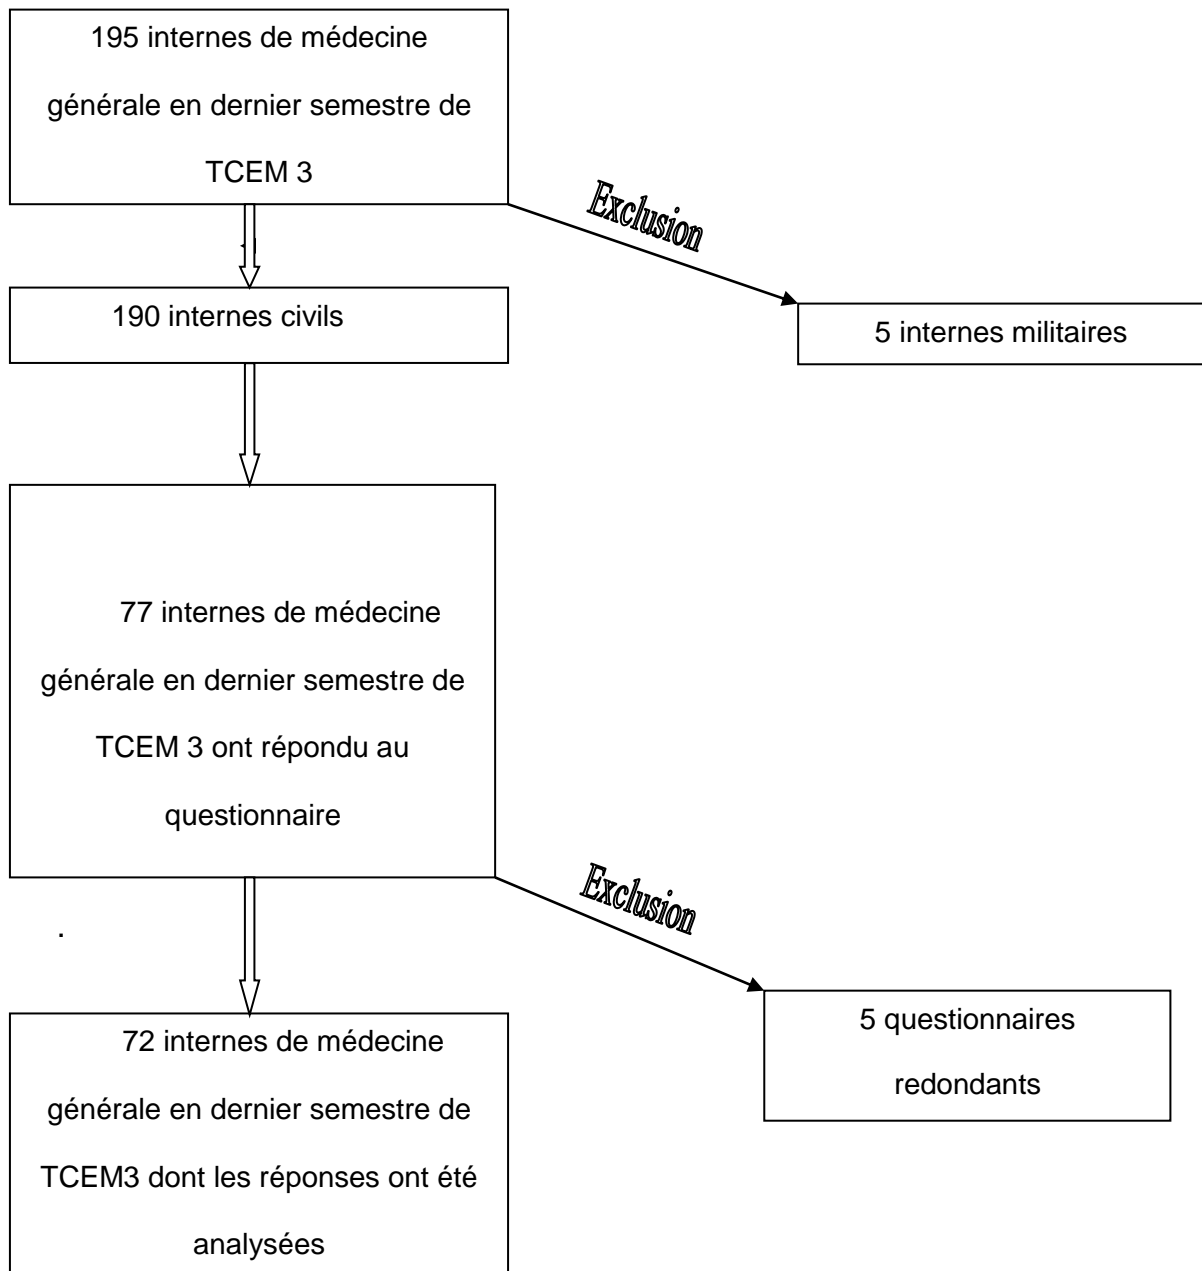 195 internes de médecine
générale en dernier semestre de
TCEM 3
Exclusion
190 internes civils
5 internes militaires
77 internes de médecine
générale en dernier semestre de
TCEM 3 ont répondu au
questionnaire
Exclusion
.
5 questionnaires
redondants
72 internes de médecine
générale en dernier semestre de
TCEM3 dont les réponses ont été
analysées